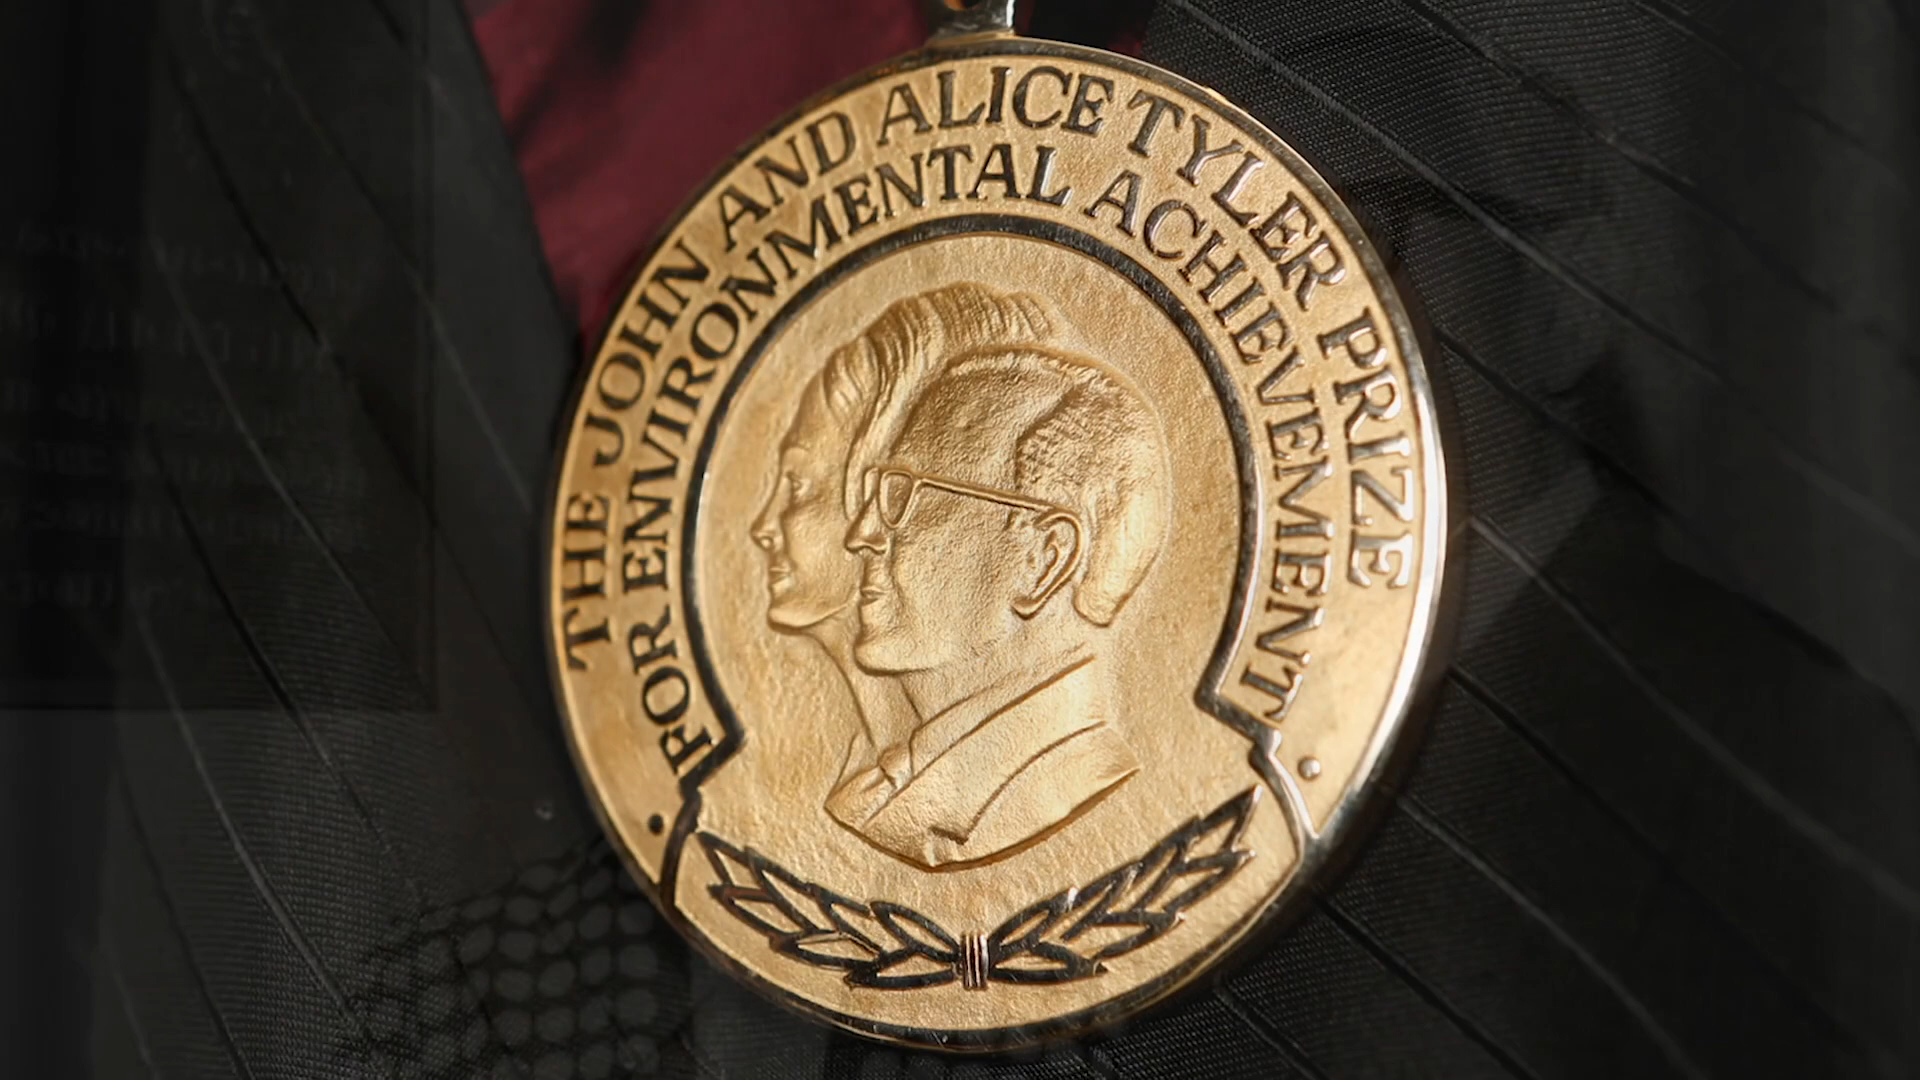 THE JOHN AND ALICE TYLER PRIZE
FOR ENVIRONMENTAL ACHIEVEMENT